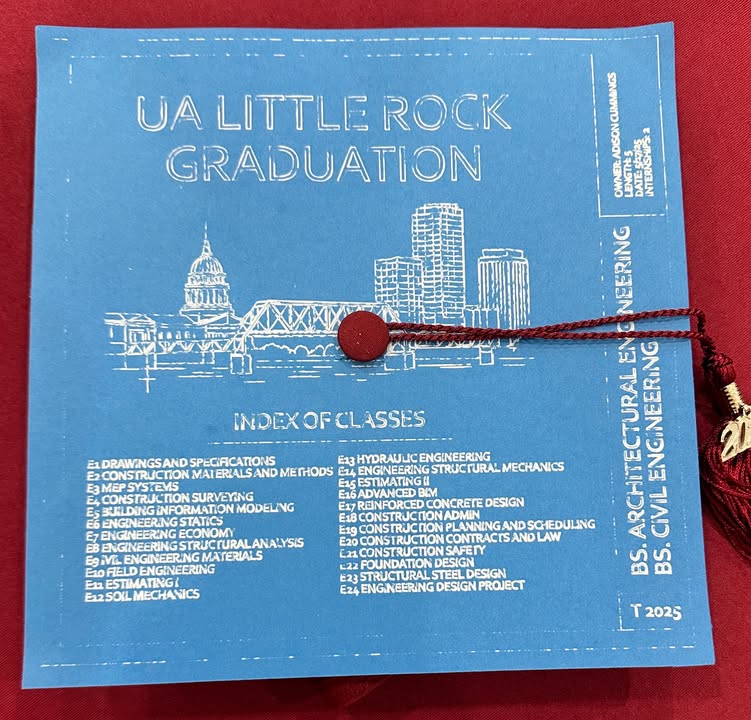 UA LITTLE ROCK
GRADUATION
INDEX OF CLASSES
E1 DRAWINGS AND SPECIFICATIONS
E2 CONSTRUCTION MATERIALS AND METHODS
E3 MEP SYSTEMS
E4 CONSTRUCTION SURVEYING
E5 BUILDING INFORMATION MODELING
E6 ENGINEERING STATICS
E7 ENGINEERING ECONOMY
E8 ENGINEERING STRUCTURAL ANALYSIS
E9 IVIL ENGINEERING MATERIALS
E10 FIELD ENGINEERING
E11 ESTIMATING I
E12 SOIL MECHANICS
E13 HYDRAULIC ENGINEERING
E14 ENGINEERING STRUCTURAL MECHANICS
E15 ESTIMATING II
E16 ADVANCED BIM
E17 REINFORCED CONCRETE DESIGN
E18 CONSTRUCTION ADMIN
E19 CONSTRUCTION PLANNING AND SCHEDULING
E20 CONSTRUCTION CONTRACTS AND LAW
E21 CONSTRUCTION SAFETY
E22 FOUNDATION DESIGN
E23 STRUCTURAL STEEL DESIGN
E24 ENGINEERING DESIGN PROJECT
OWNER: ADISON CUMMINGS
LENGTH: 5
DATE:
INTERNSHIPS: 2
BS. ARCHITECTURAL ENGINEERING
BS. CIVIL ENGINEERING
T 2025
20